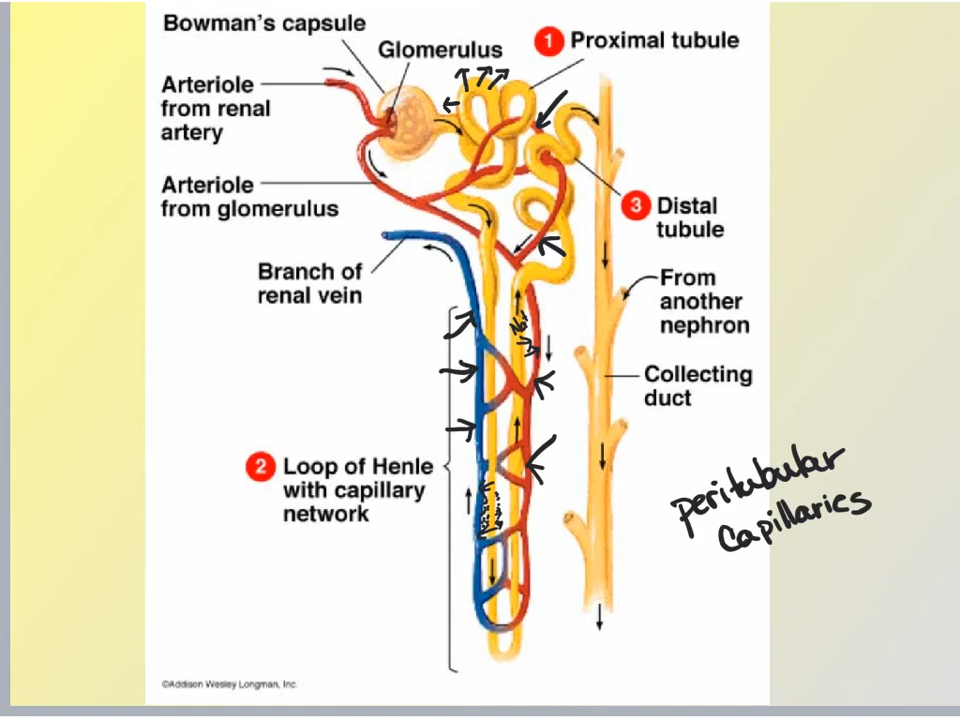 Bowman's capsule
Glomerulus
1 Proximal tubule
Arteriole
from renal
artery
Arteriole
from glomerulus
3 Distal
tubule
Branch of
renal vein
From
another
nephron
Na+
Collecting
duct
2 Loop of Henle
with capillary
network
peritubular
Capillaries
©Addison Wesley Longman, Inc.